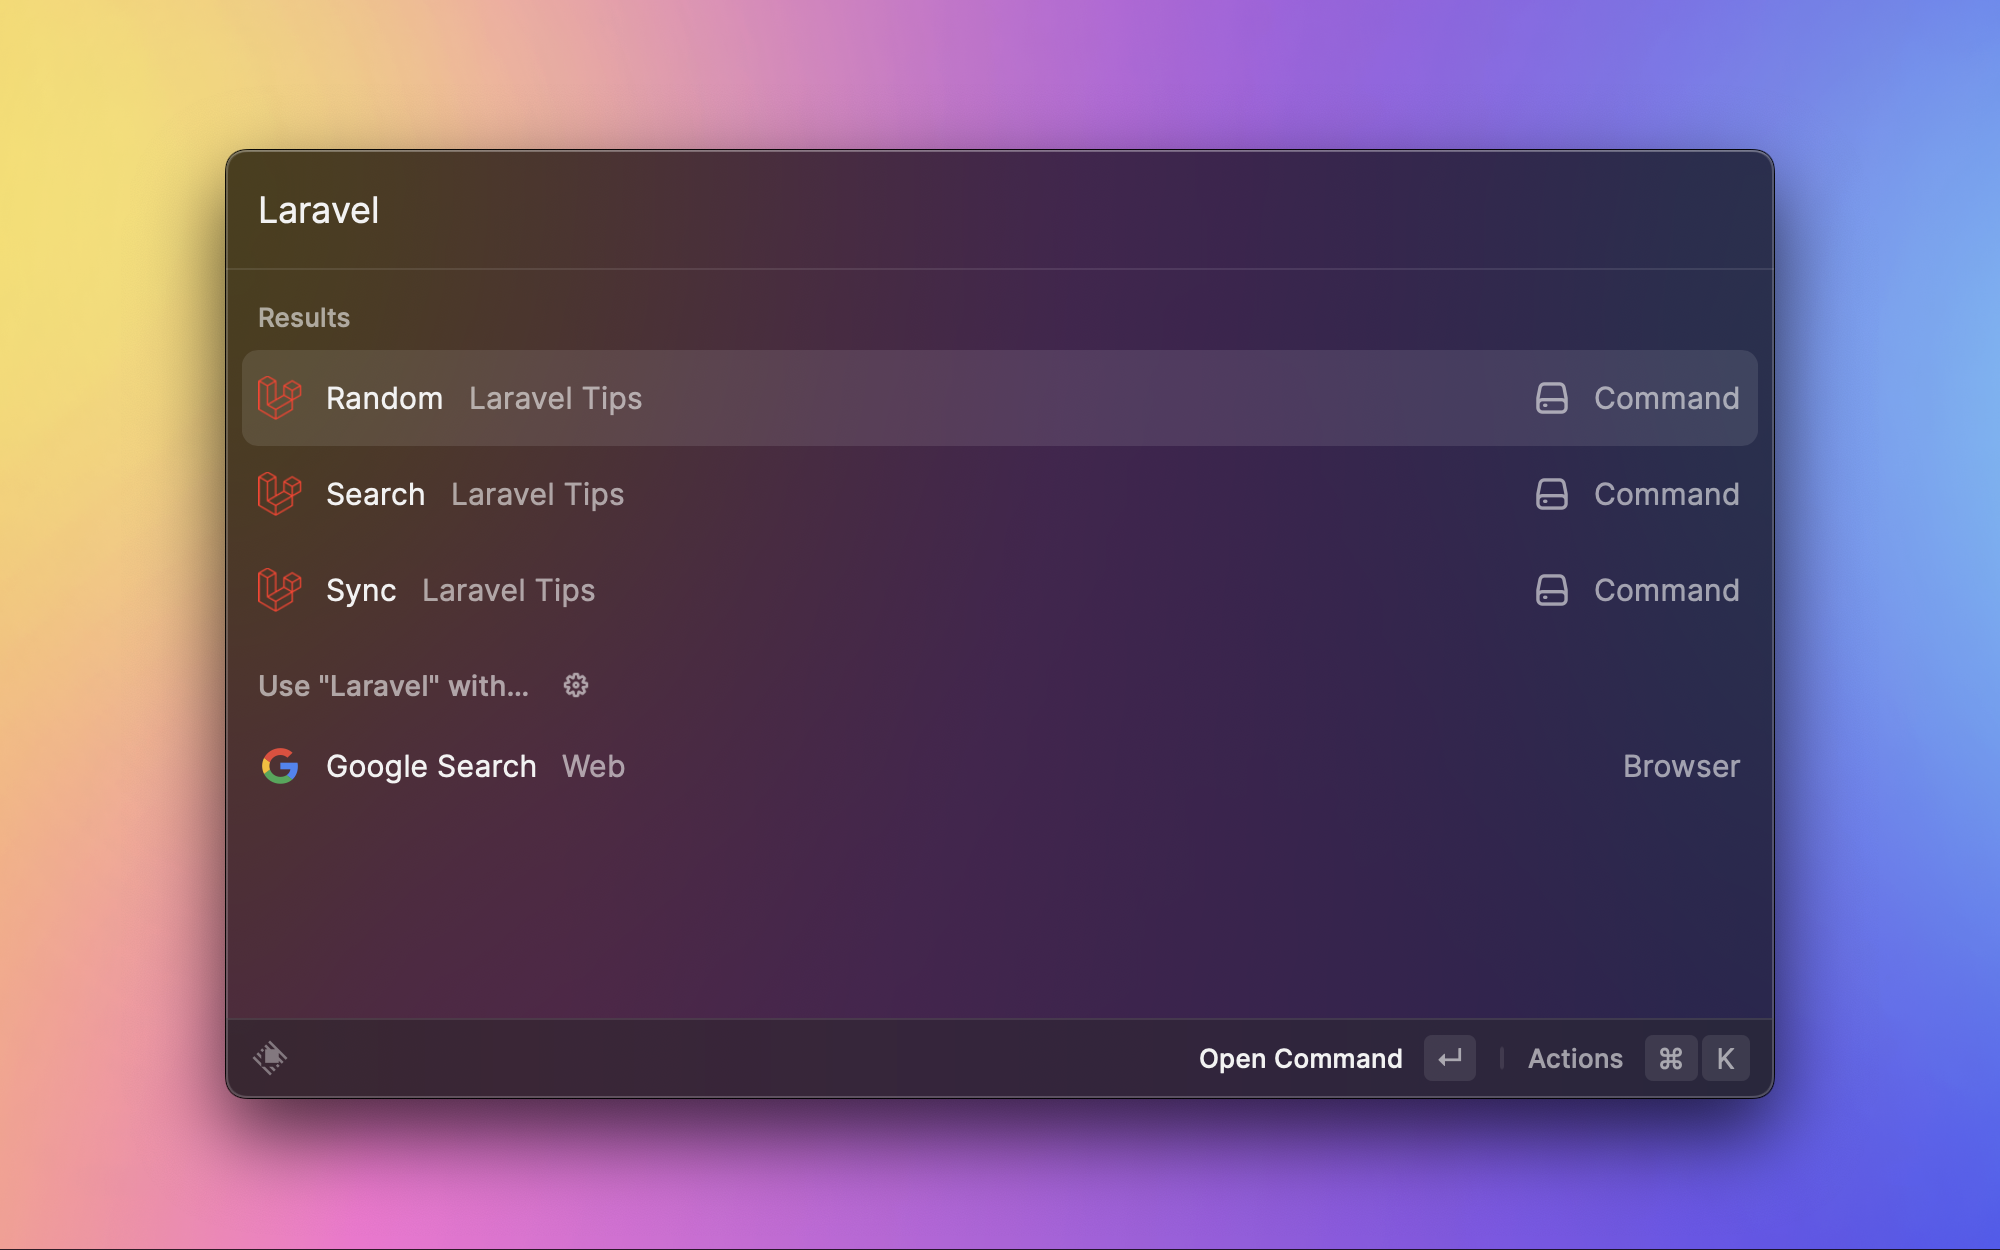 Laravel
Results
Random Laravel Tips Command
Search Laravel Tips Command
Sync Laravel Tips Command
Use "Laravel" with...
Google Search Web Browser
Open Command ↵ Actions ⌘ K